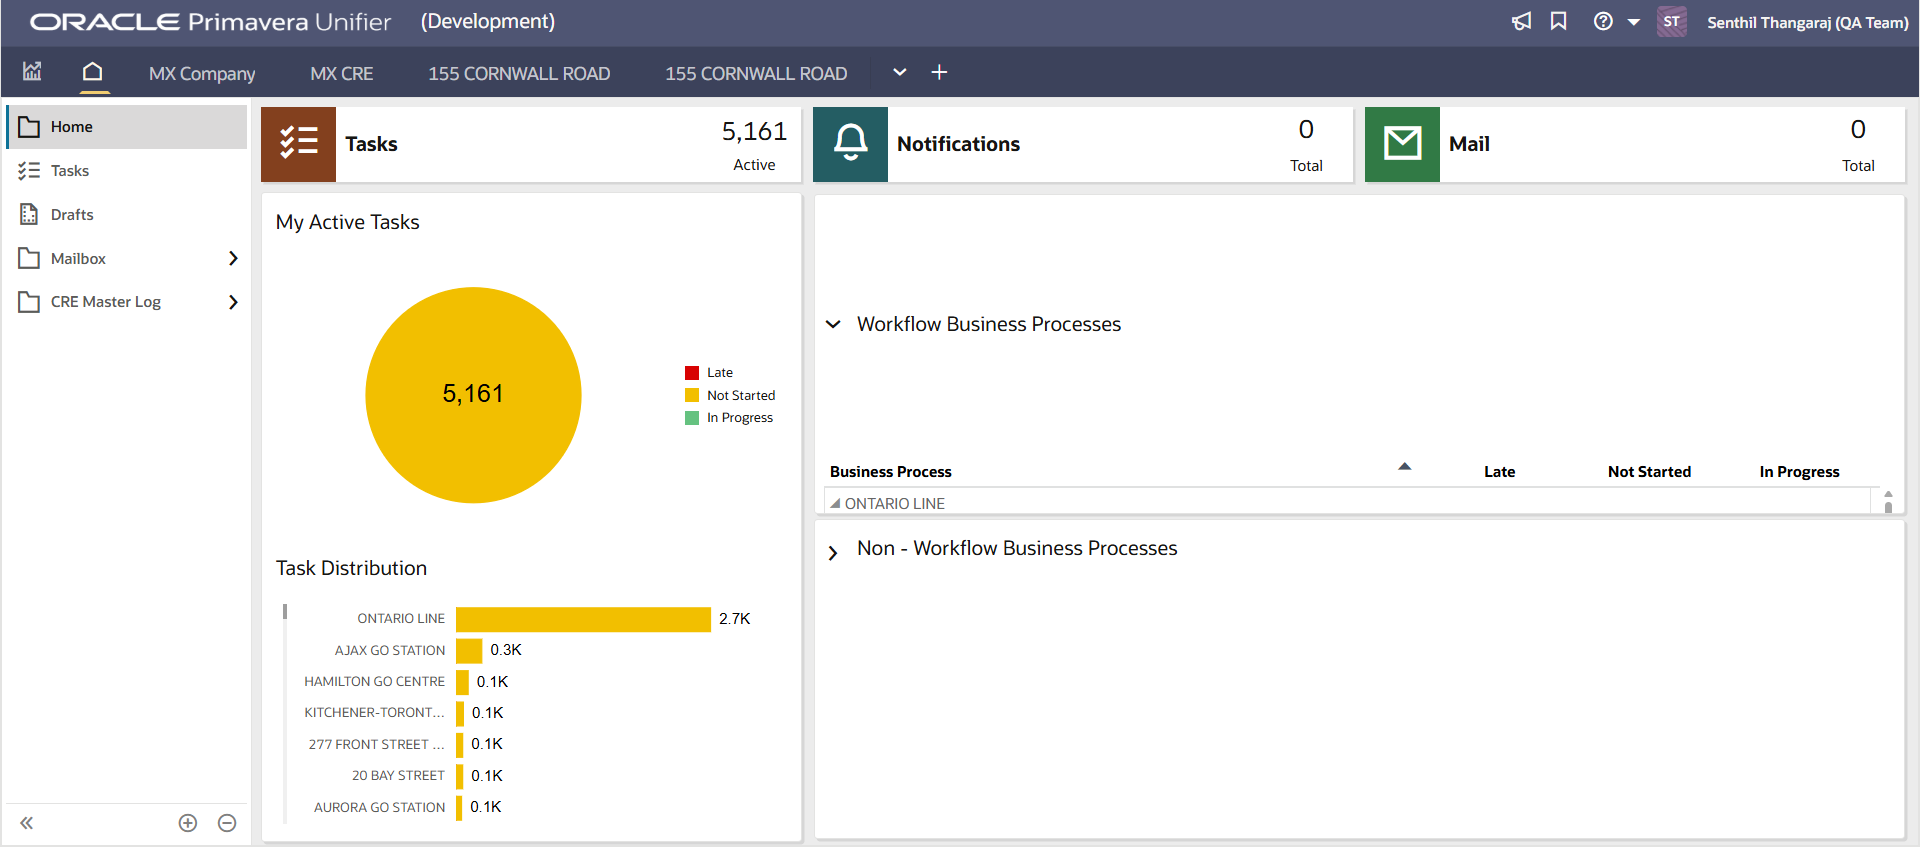 ORACLE Primavera Unifier (Development)
ST Senthil Thangaraj (QA Team)
MX Company MX CRE 155 CORNWALL ROAD 155 CORNWALL ROAD
Home
Tasks
Drafts
Mailbox
CRE Master Log
Tasks
5,161
Active
Notifications
0
Total
Mail
0
Total
My Active Tasks
5,161
Late
Not Started
In Progress
Task Distribution
ONTARIO LINE 2.7K
AJAX GO STATION 0.3K
HAMILTON GO CENTRE 0.1K
KITCHENER-TORONT... 0.1K
277 FRONT STREET ... 0.1K
20 BAY STREET 0.1K
AURORA GO STATION 0.1K
Workflow Business Processes
Business Process Late Not Started In Progress
ONTARIO LINE
Non - Workflow Business Processes